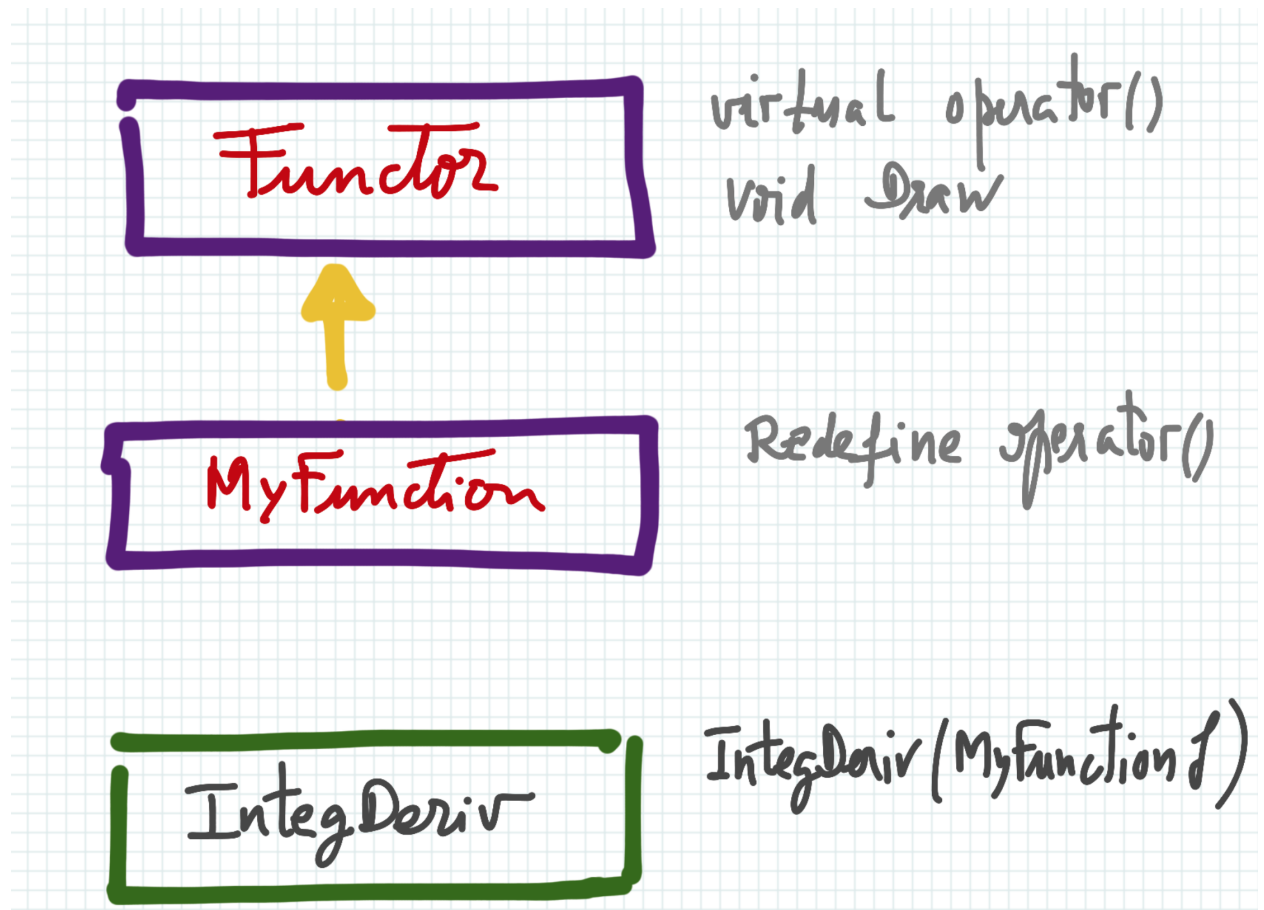 Functor
virtual operator()
void Draw
MyFunction
Redefine operator()
IntegDeriv
IntegDeriv(MyFunction f)